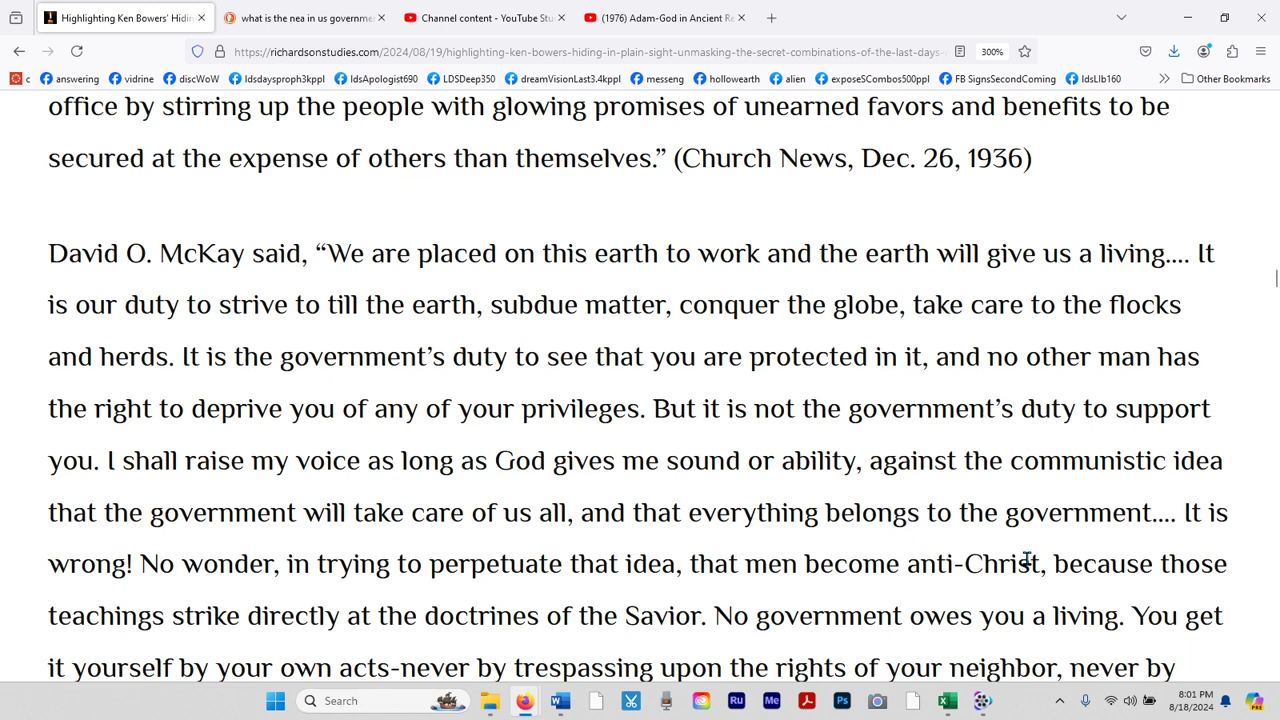 Highlighting Ken Bowers' Hidin
what is the nea in us governme
Channel content - YouTube Stu
(1976) Adam-God in Ancient Re
https://richardsonstudies.com/2024/08/19/highlighting-ken-bowers-hiding-in-plain-sight-unmasking-the-secret-combinations-of-the-last-days-
300%
c
answering
vidrine
discWoW
ldsdaysproph3kppl
ldsApologist690
LDSDeep350
dreamVisionLast3.4kppl
messeng
hollowearth
alien
exposeSCombos500ppl
FB SignsSecondComing
ldsLIb160
Other Bookmarks
office by stirring up the people with glowing promises of unearned favors and benefits to be
secured at the expense of others than themselves.” (Church News, Dec. 26, 1936)
David O. McKay said, “We are placed on this earth to work and the earth will give us a living.... It
is our duty to strive to till the earth, subdue matter, conquer the globe, take care to the flocks
and herds. It is the government’s duty to see that you are protected in it, and no other man has
the right to deprive you of any of your privileges. But it is not the government’s duty to support
you. I shall raise my voice as long as God gives me sound or ability, against the communistic idea
that the government will take care of us all, and that everything belongs to the government.... It is
wrong! No wonder, in trying to perpetuate that idea, that men become anti-Christ, because those
teachings strike directly at the doctrines of the Savior. No government owes you a living. You get
it yourself by your own acts-never by trespassing upon the rights of your neighbor, never by
Search
Ru
Me
Ps
8:01 PM
8/18/2024
PRE